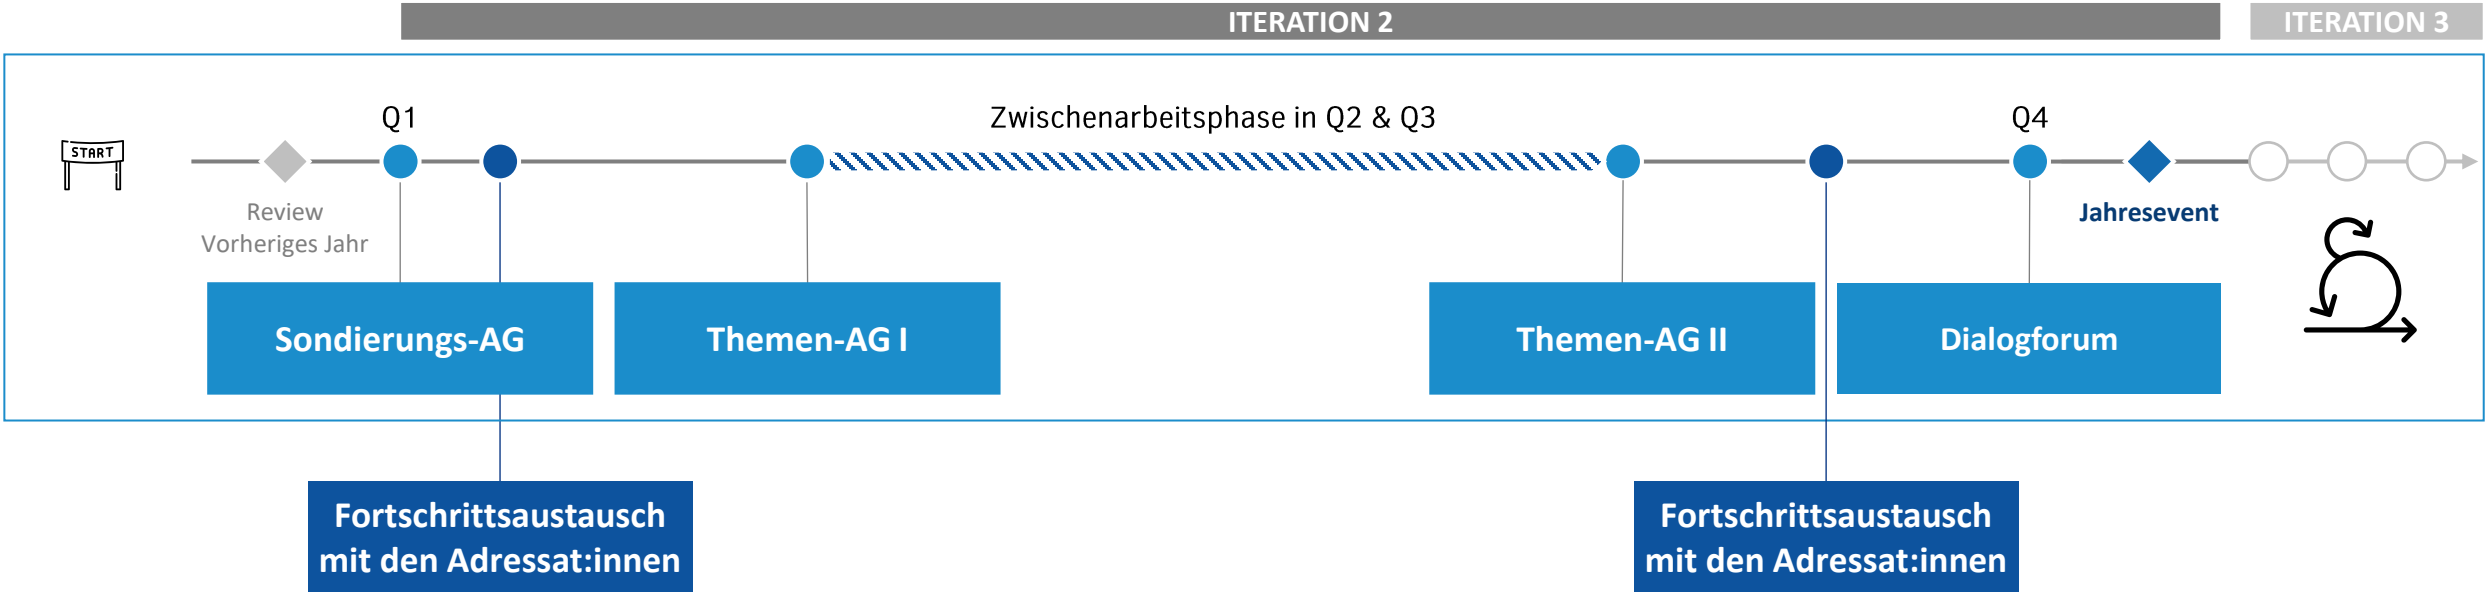 ITERATION 2
ITERATION 3
Q1
Zwischenarbeitsphase in Q2 & Q3
Q4
START
Review
Vorheriges Jahr
Jahresevent
Sondierungs-AG
Themen-AG I
Themen-AG II
Dialogforum
Fortschrittsaustausch
mit den Adressat:innen
Fortschrittsaustausch
mit den Adressat:innen